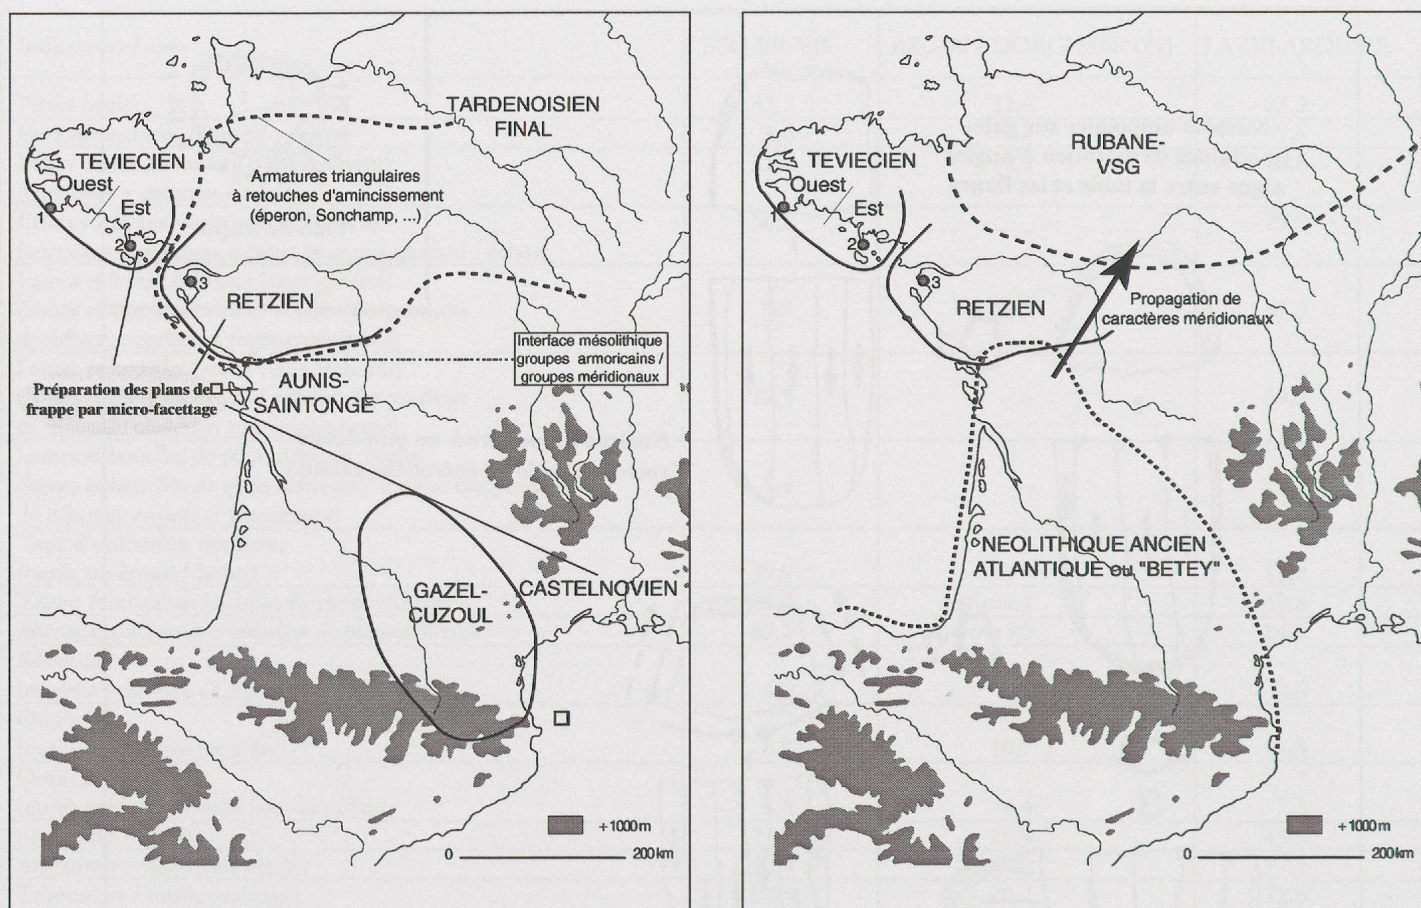 TARDENOISIEN
FINAL
TEVIECIEN
Ouest
Est
1
2
Armatures triangulaires
à retouches d'amincissement
(éperon, Sonchamp, ...)
3
RETZIEN
Interface mésolithique
groupes armoricains /
groupes méridionaux
AUNIS-
SAINTONGE
Préparation des plans de
frappe par micro-facettage
GAZEL-
CUZOUL
CASTELNOVIEN
+1000m
0 200km
RUBANE-
VSG
TEVIECIEN
Ouest
Est
1
2
3
RETZIEN
Propagation de
caractères méridionaux
NEOLITHIQUE ANCIEN
ATLANTIQUE ou "BETEY"
+1000m
0 200km